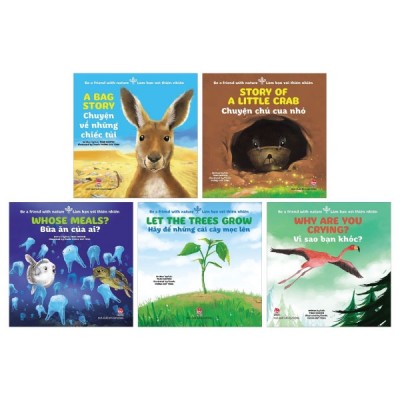 Be a friend with nature Làm bạn với thiên nhiên
A BAG
STORY
Chuyện
về những
chiếc túi
Be a friend with nature Làm bạn với thiên nhiên
STORY OF
A LITTLE CRAB
Chuyện chú cua nhỏ
Be a friend with nature Làm bạn với thiên nhiên
WHOSE MEALS?
Bữa ăn của ai?
Be a friend with nature Làm bạn với thiên nhiên
LET THE TREES GROW
Hãy để những cái cây mọc lên
Be a friend with nature Làm bạn với thiên nhiên
WHY ARE YOU
CRYING?
Vì sao bạn khóc?